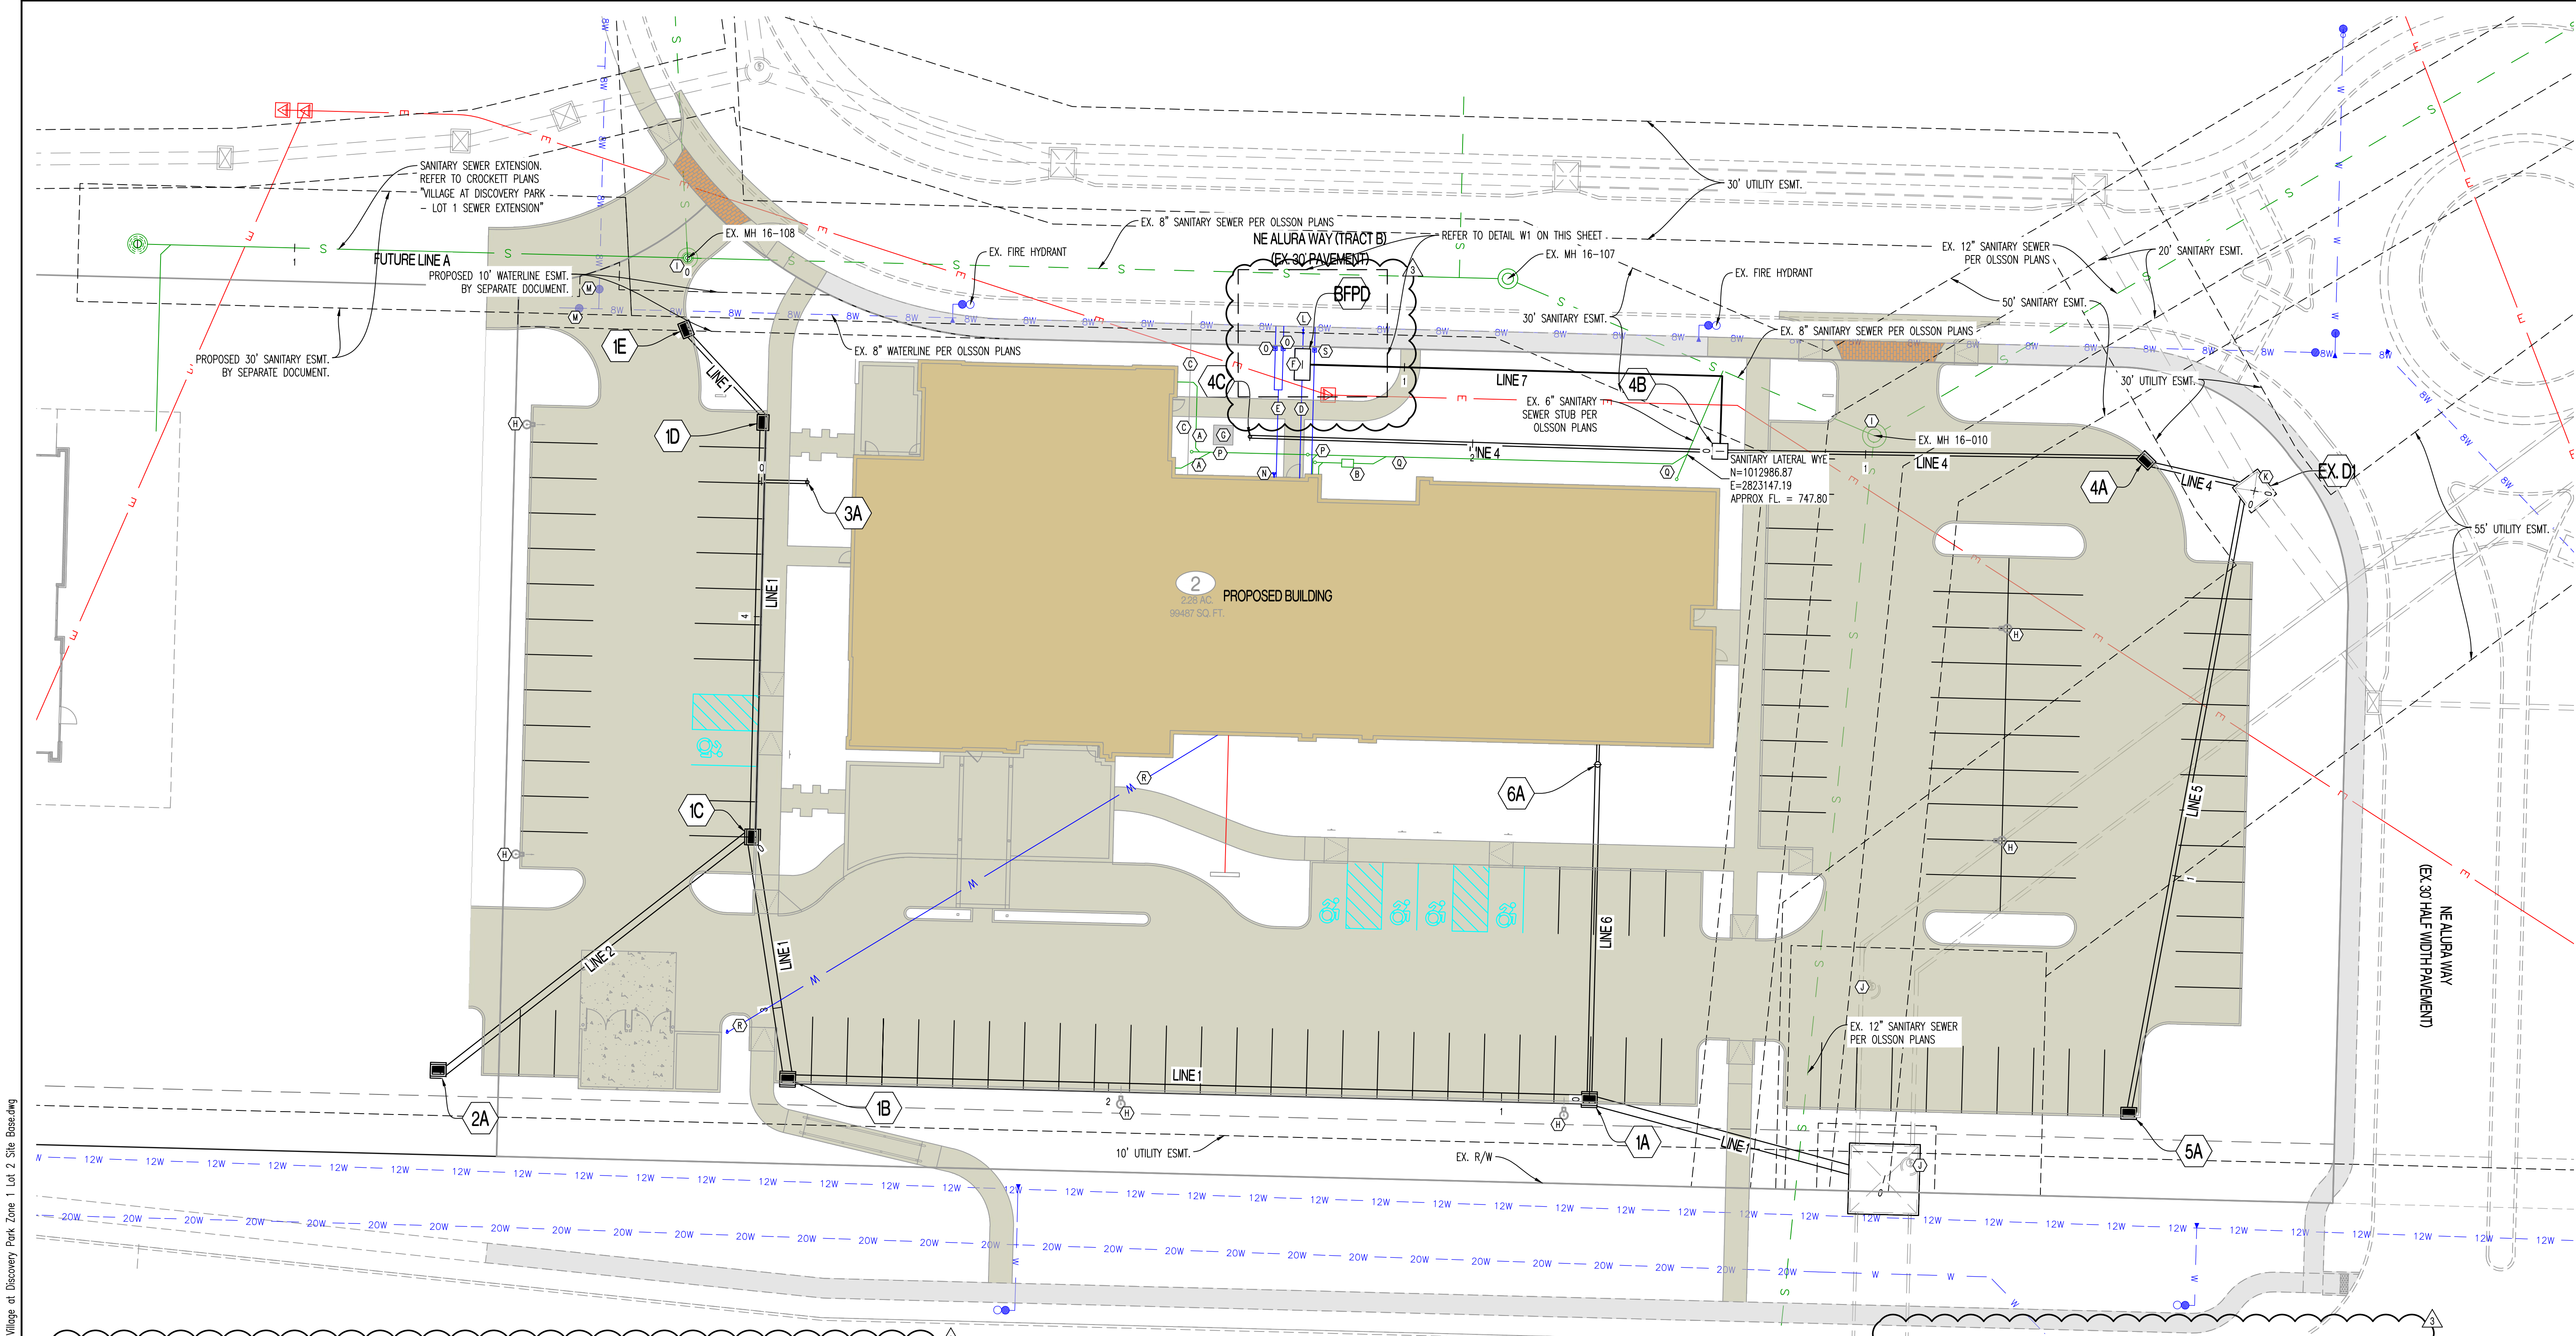 SANITARY SEWER EXTENSION.
REFER TO CROCKETT PLANS
"VILLAGE AT DISCOVERY PARK
- LOT 1 SEWER EXTENSION"
FUTURE LINE A
PROPOSED 10' WATERLINE ESMT.
BY SEPARATE DOCUMENT.
PROPOSED 30' SANITARY ESMT.
BY SEPARATE DOCUMENT.
EX. MH 16-108
EX. FIRE HYDRANT
EX. 8" SANITARY SEWER PER OLSSON PLANS
NE ALURA WAY (TRACT B)
(EX. 30' PAVEMENT)
REFER TO DETAIL W1 ON THIS SHEET
EX. MH 16-107
30' UTILITY ESMT.
EX. 12" SANITARY SEWER
PER OLSSON PLANS
20' SANITARY ESMT.
50' SANITARY ESMT.
EX. FIRE HYDRANT
30' SANITARY ESMT.
EX. 8" SANITARY SEWER PER OLSSON PLANS
EX. 8" WATERLINE PER OLSSON PLANS
30' UTILITY ESMT.
BFPD
3
1E
LINE 1
1D
4C
LINE 7
4B
EX. 6" SANITARY
SEWER STUB PER
OLSSON PLANS
EX. MH 16-010
LINE 4
LINE 4
LINE 4
4A
EX. D1
SANITARY LATERAL WYE
N=1012986.87
E=2823147.19
APPROX FL. = 747.80
55' UTILITY ESMT.
3A
LINE 1
2
2.28 AC.
99487 SQ. FT.
PROPOSED BUILDING
6A
1C
LINE 5
LINE 2
LINE 1
LINE 6
NE ALURA WAY
(EX. 30' HALF WIDTH PAVEMENT)
EX. 12" SANITARY SEWER
PER OLSSON PLANS
2A
1B
LINE 1
1A
LINE 1
5A
10' UTILITY ESMT.
EX. R/W
12W
20W
8W
Village at Discovery Park Zone 1 Lot 2 Site Base.dwg
3